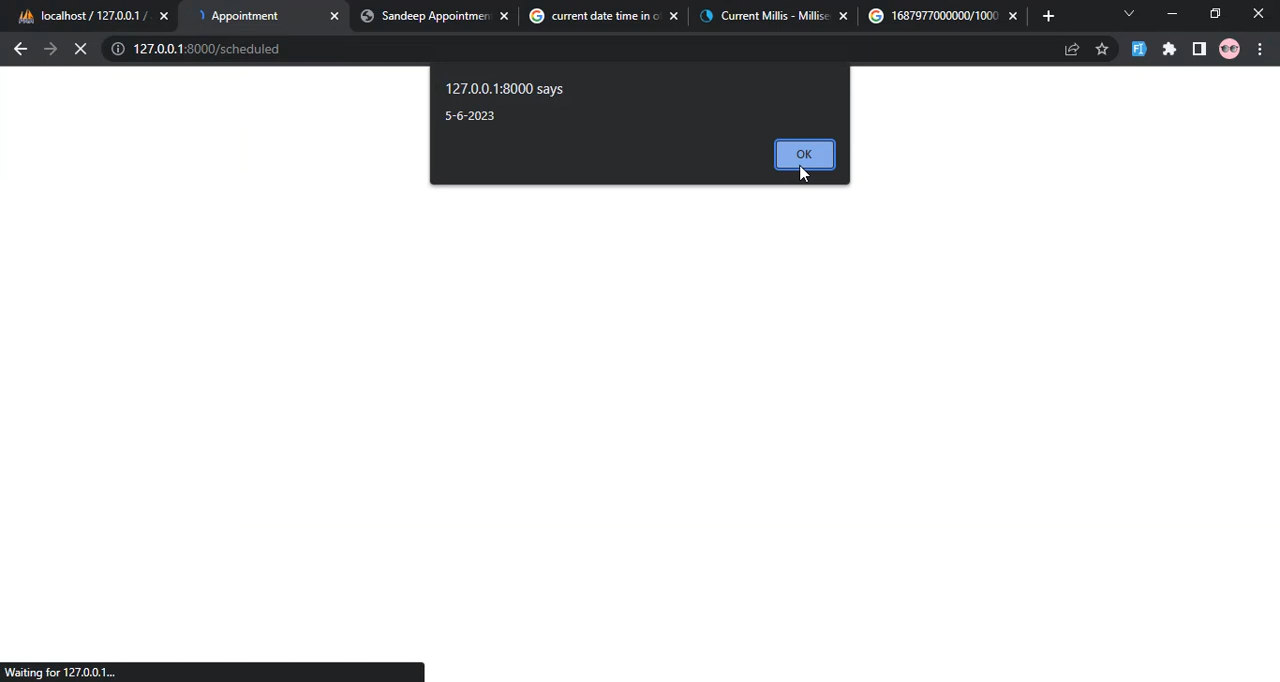 localhost / 127.0.0.1 /
Appointment
Sandeep Appointmen
current date time in o
Current Millis - Millise
1687977000000/1000
127.0.0.1:8000/scheduled
127.0.0.1:8000 says
5-6-2023
OK
Waiting for 127.0.0.1...